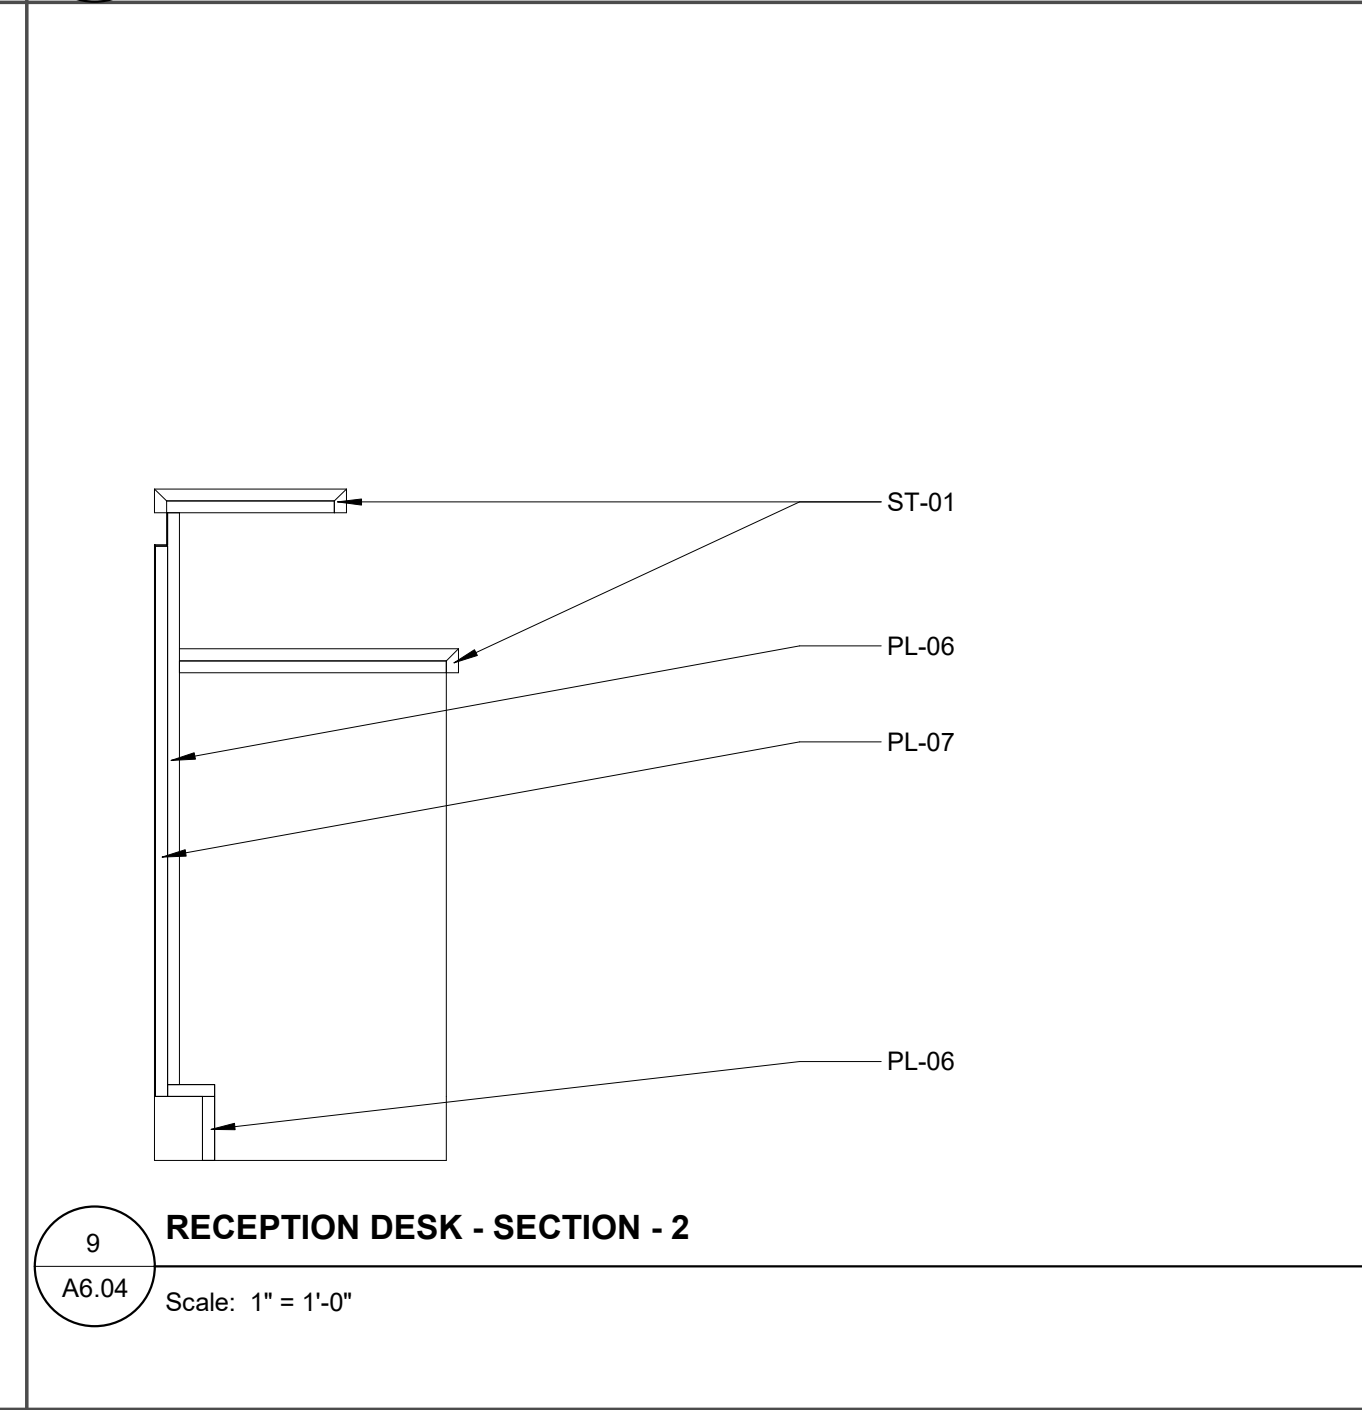 ST-01
PL-06
PL-07
PL-06
9
A6.04
RECEPTION DESK - SECTION - 2
Scale: 1" = 1'-0"